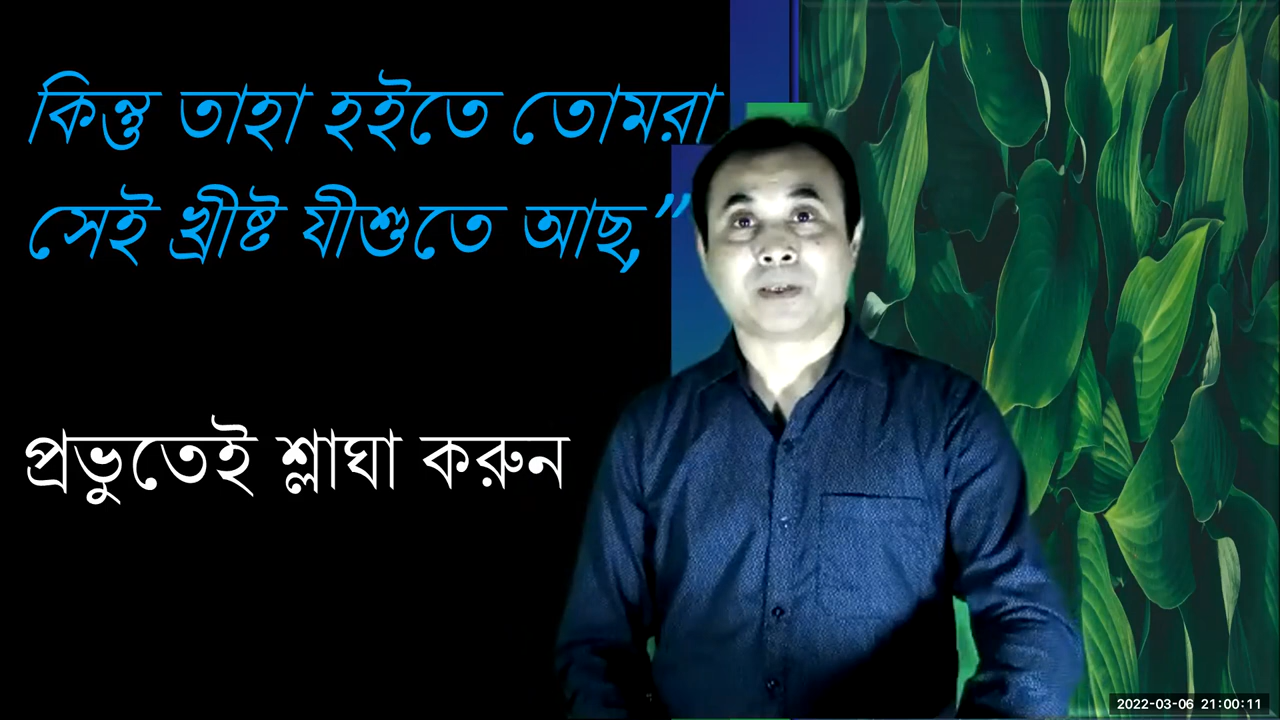 কিন্তু তাহা হইতে তোমরা
সেই খ্রীষ্ট যীশুতে আছ,”
প্রভুতেই শ্লাঘা করুন
2022-03-06 21:00:11